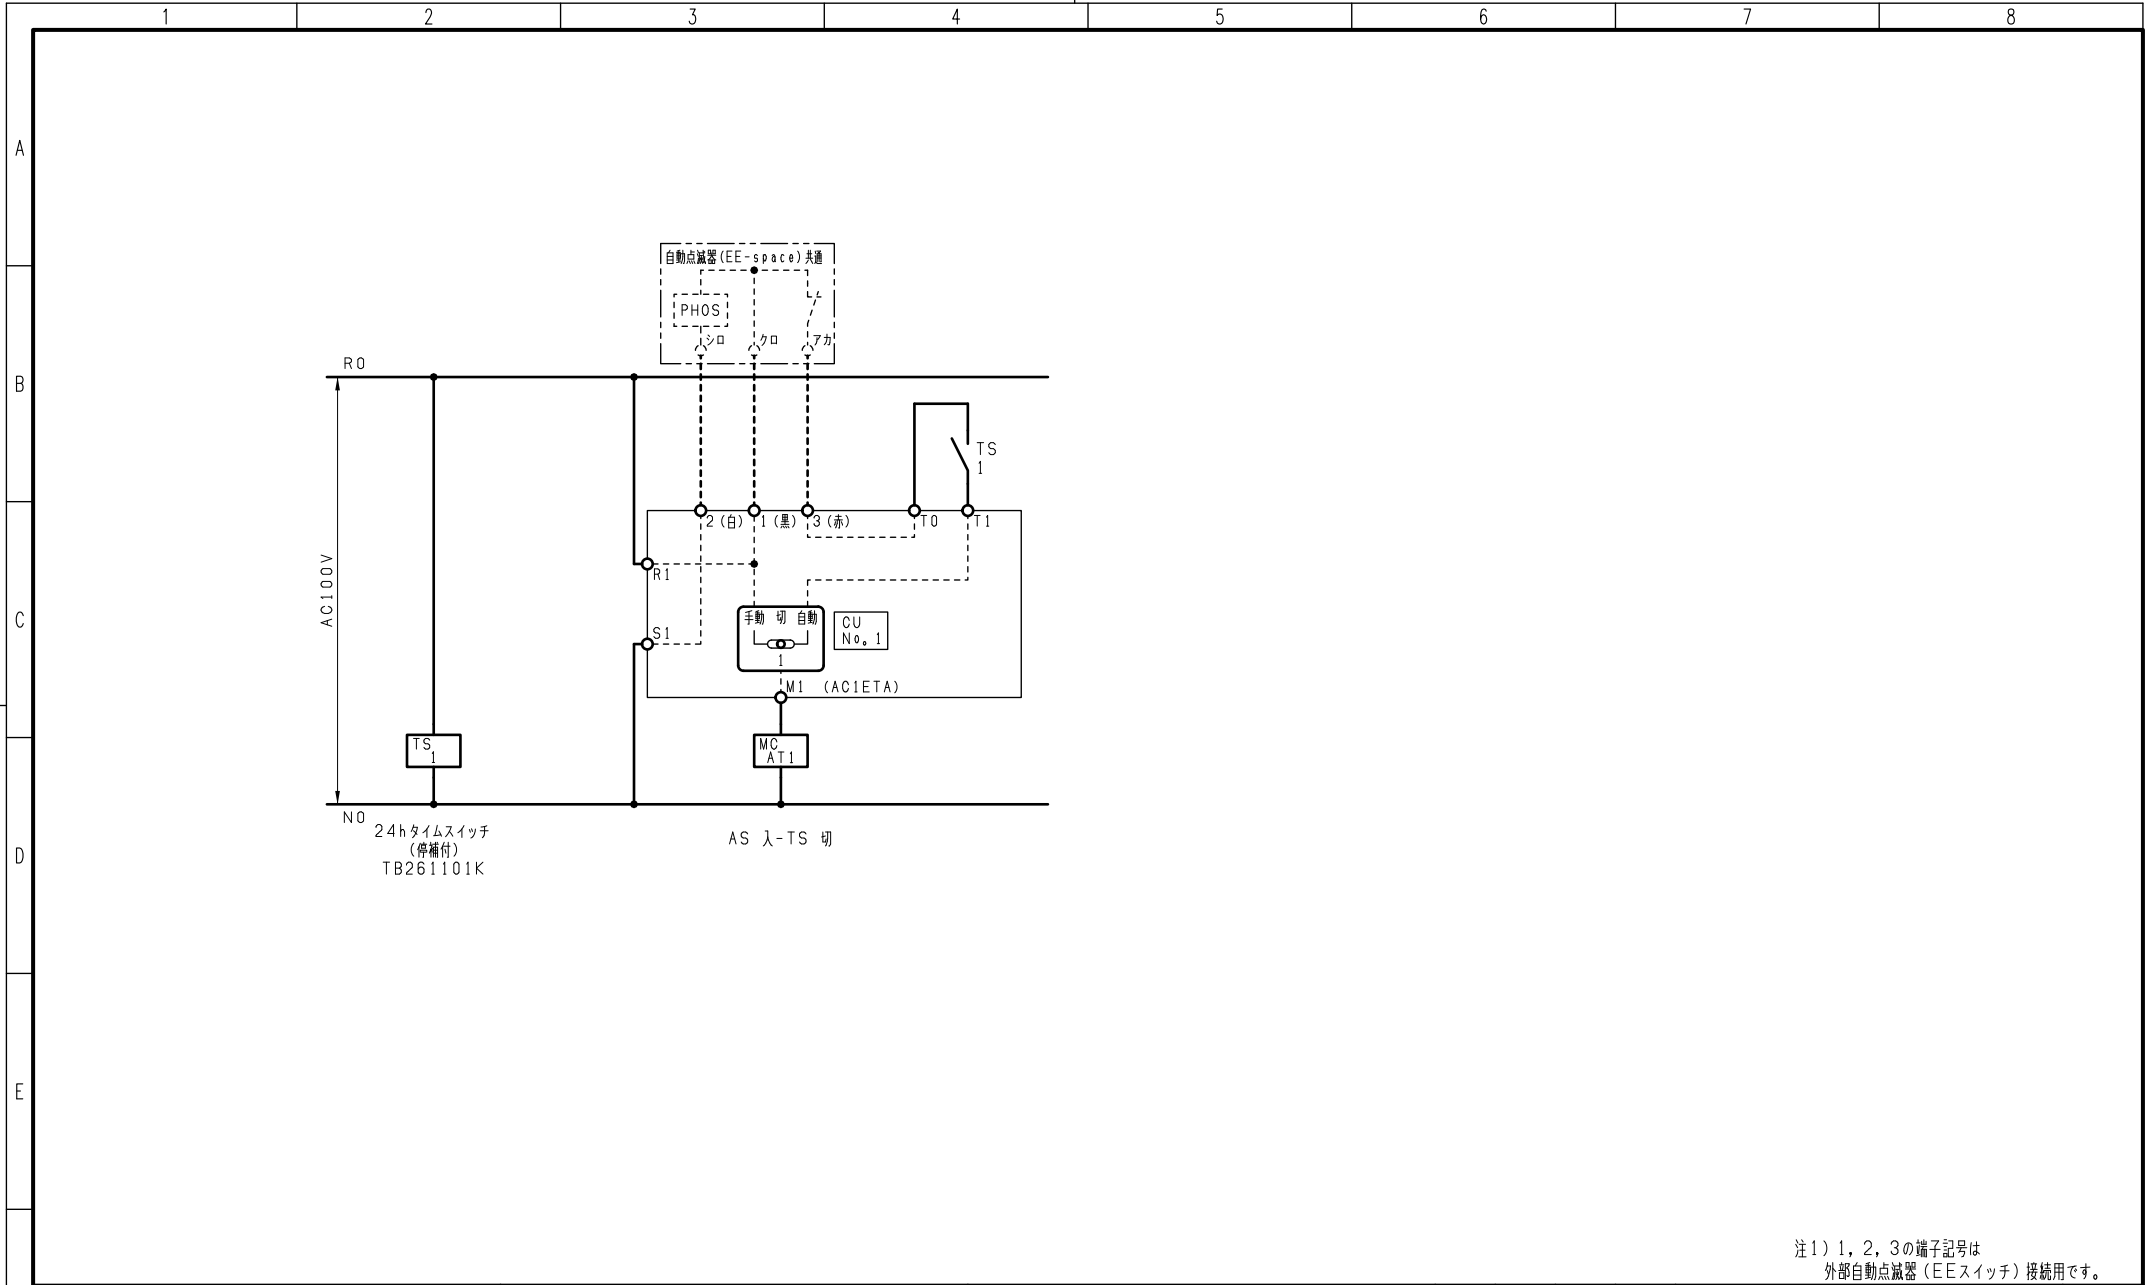 1 2 3 4 5 6 7 8
A
B
C
D
E
自動点滅器(EE-space)共通
PHOS
シロ クロ アカ
R0
TS
1
2(白) 1(黒) 3(赤) T0 T1
AC100V
R1
手動 切 自動
1
CU
No。1
S1
M1 (AC1ETA)
TS
1
MC
AT1
N0
24hタイムスイッチ
(停補付)
TB261101K
AS 入-TS 切
注1)1,2,3の端子記号は
外部自動点滅器(EEスイッチ)接続用です。